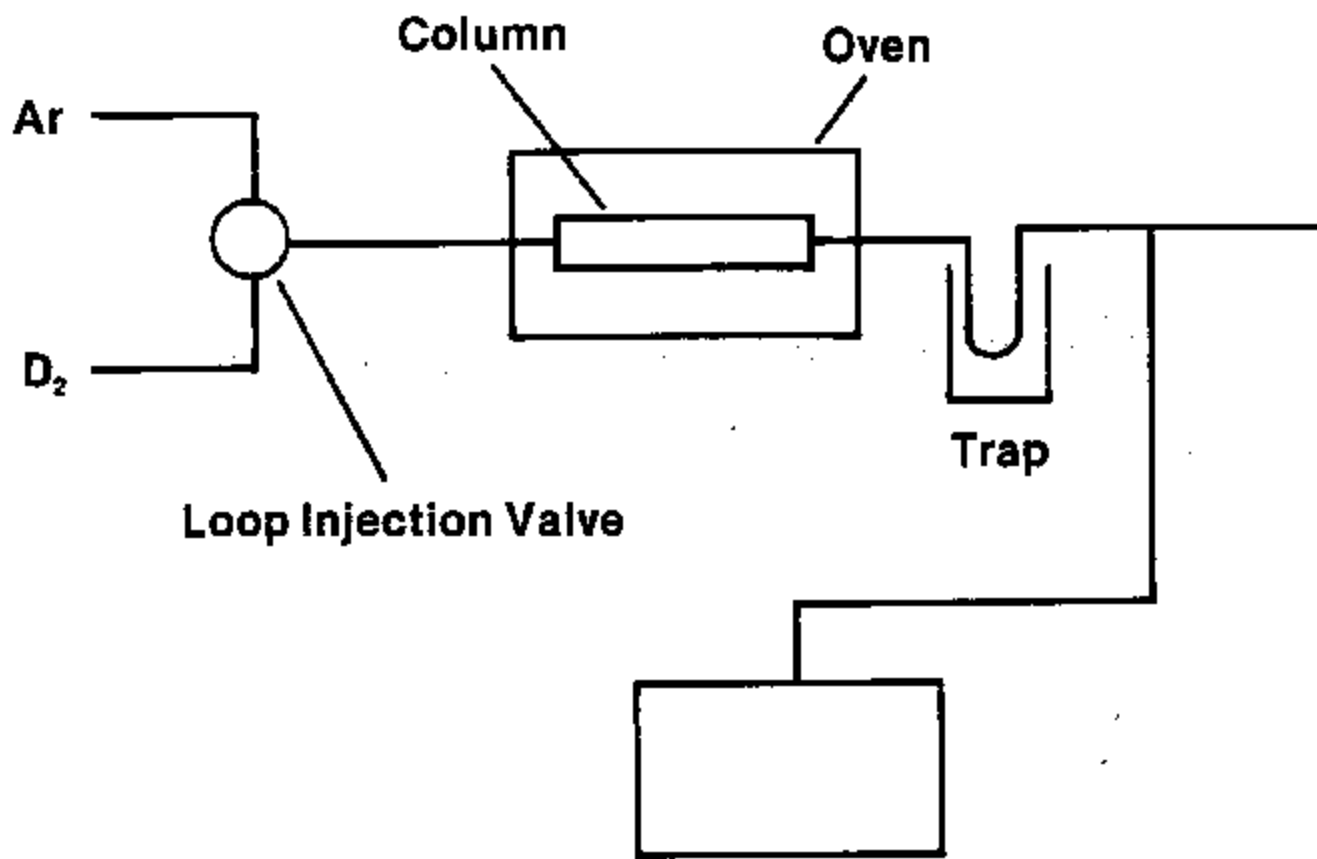 Column
Oven
Ar
D₂
Trap
Loop Injection Valve